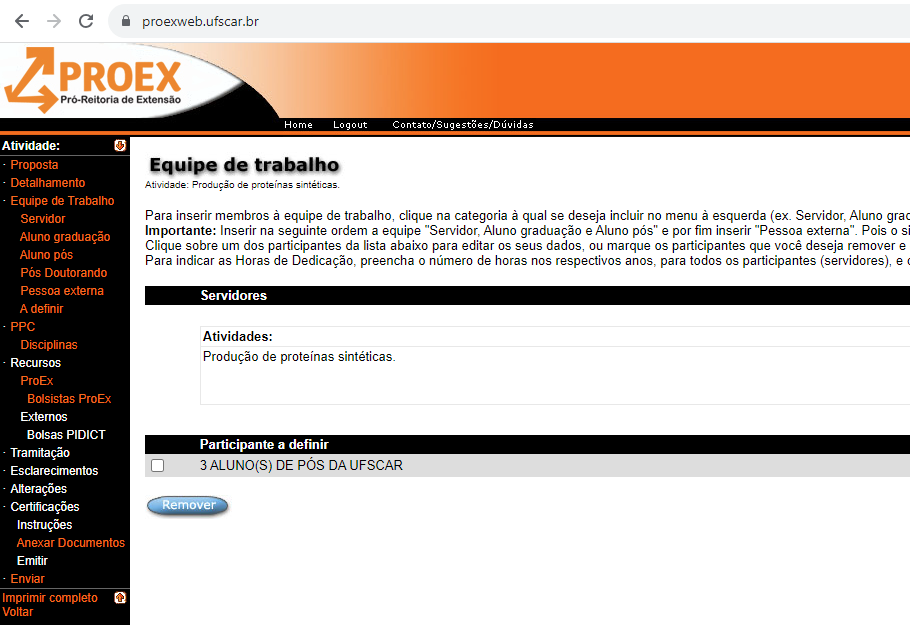 proexweb.ufscar.br
PROEX
Pró-Reitoria de Extensão
Home Logout Contato/Sugestões/Dúvidas
Atividade:
· Proposta
· Detalhamento
· Equipe de Trabalho
Servidor
Aluno graduação
Aluno pós
Pós Doutorando
Pessoa externa
A definir
· PPC
Disciplinas
· Recursos
ProEx
Bolsistas ProEx
Externos
Bolsas PIDICT
· Tramitação
· Esclarecimentos
· Alterações
· Certificações
Instruções
Anexar Documentos
Emitir
· Enviar
Imprimir completo
Voltar
Equipe de trabalho
Atividade: Produção de proteínas sintéticas.
Para inserir membros à equipe de trabalho, clique na categoria à qual se deseja incluir no menu à esquerda (ex. Servidor, Aluno grad
Importante: Inserir na seguinte ordem a equipe "Servidor, Aluno graduação e Aluno pós" e por fim inserir "Pessoa externa". Pois o si
Clique sobre um dos participantes da lista abaixo para editar os seus dados, ou marque os participantes que você deseja remover e
Para indicar as Horas de Dedicação, preencha o número de horas nos respectivos anos, para todos os participantes (servidores), e
Servidores
Atividades:
Produção de proteínas sintéticas.
Participante a definir
3 ALUNO(S) DE PÓS DA UFSCAR
Remover